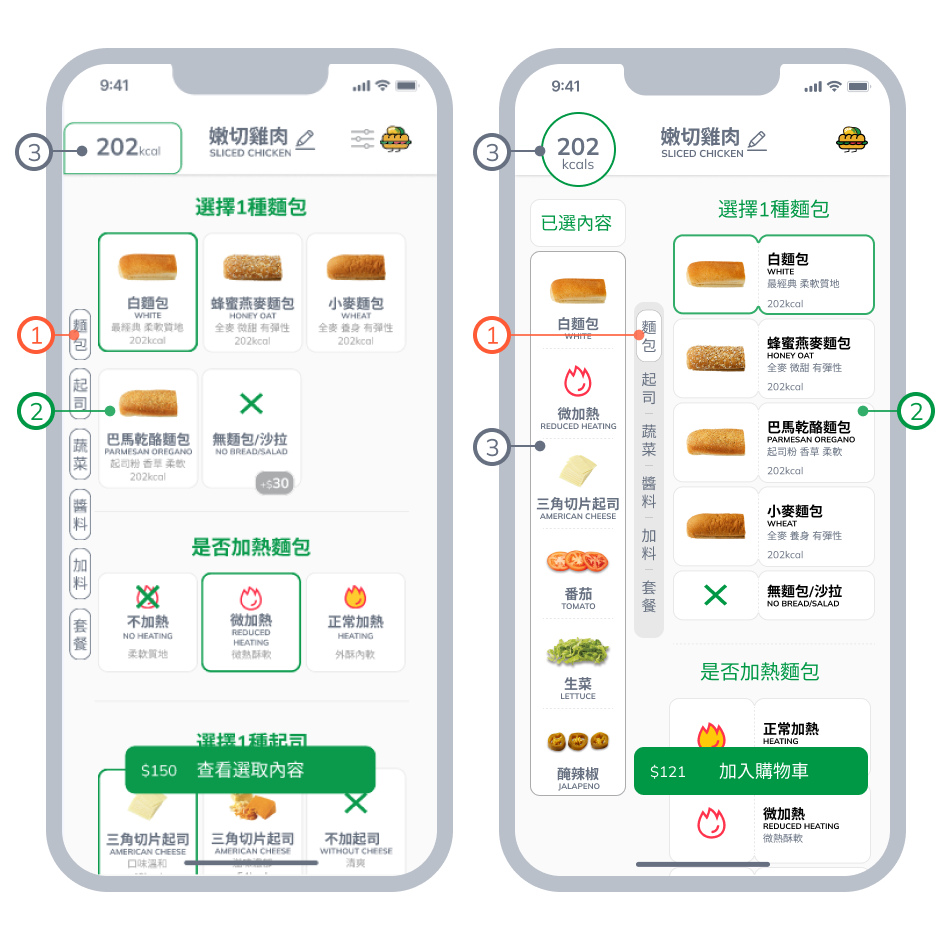 9:41
3
202kcal
嫩切雞肉
SLICED CHICKEN
選擇1種麵包
白麵包
WHITE
最經典 柔軟質地
202kcal
蜂蜜燕麥麵包
HONEY OAT
全麥 微甜 有彈性
202kcal
小麥麵包
WHEAT
全麥 養身 有彈性
202kcal
1
麵包
起司
蔬菜
醬料
加料
套餐
2
巴馬乾酪麵包
PARMESAN OREGANO
起司粉 香草 柔軟
202kcal
無麵包/沙拉
NO BREAD/SALAD
+$30
是否加熱麵包
不加熱
NO HEATING
柔軟質地
微加熱
REDUCED
HEATING
微熱酥軟
正常加熱
HEATING
外酥內軟
選擇1種起司
$150 查看選取內容
三角切片起司
AMERICAN CHEESE
口味溫和
三角切片起司
AMERICAN CHEESE
不加起司
WITHOUT CHEESE
清爽
9:41
3
202
kcals
嫩切雞肉
SLICED CHICKEN
已選內容
白麵包
WHITE
微加熱
REDUCED HEATING
三角切片起司
AMERICAN CHEESE
番茄
TOMATO
生菜
LETTUCE
醃辣椒
JALAPENO
1
3
麵包
起司
蔬菜
醬料
加料
套餐
選擇1種麵包
白麵包
WHITE
最經典 柔軟質地
202kcal
蜂蜜燕麥麵包
HONEY OAT
全麥 微甜 有彈性
202kcal
巴馬乾酪麵包
PARMESAN OREGANO
起司粉 香草 柔軟
202kcal
2
小麥麵包
WHEAT
全麥 養身 有彈性
202kcal
無麵包/沙拉
NO BREAD/SALAD
是否加熱麵包
正常加熱
HEATING
$121 加入購物車
微加熱
REDUCED HEATING
微熱酥軟